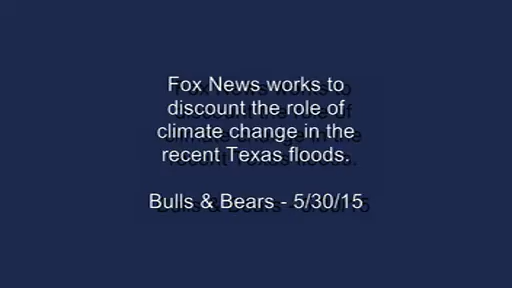 Fox News works to
discount the role of
climate change in the
recent Texas floods.
Bulls & Bears - 5/30/15